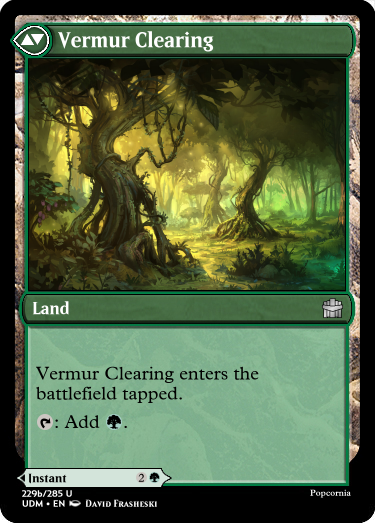 Vermur Clearing
Land
Vermur Clearing enters the
battlefield tapped.
: Add .
Instant 2
229b/285 U Popcornia
UDM • EN DAVID FRASHESKI